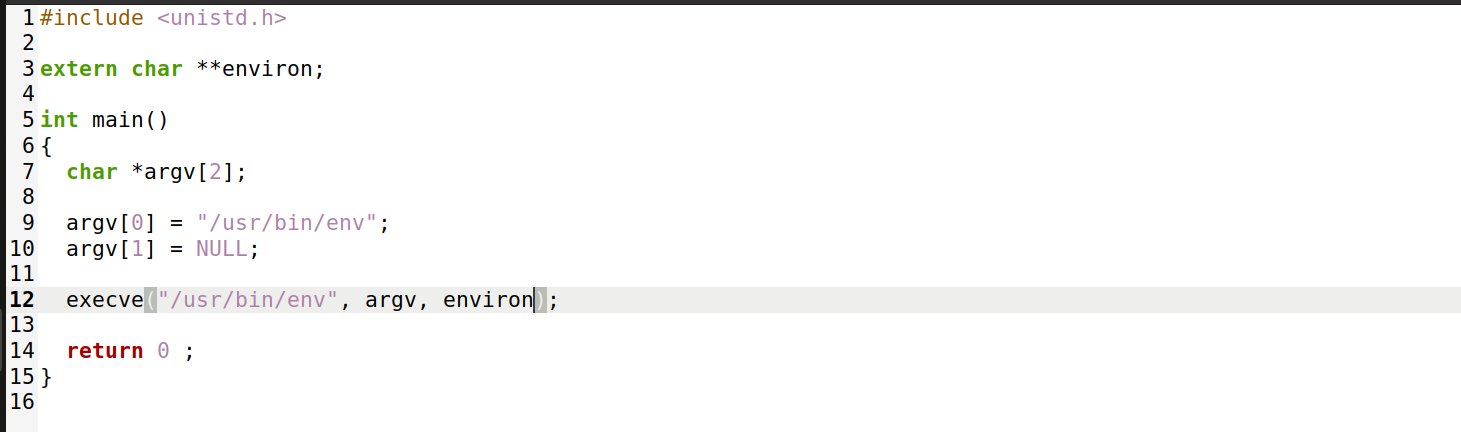 1 #include <unistd.h>
2
3 extern char **environ;
4
5 int main()
6 {
7   char *argv[2];
8
9   argv[0] = "/usr/bin/env";
10   argv[1] = NULL;
11
12   execve("/usr/bin/env", argv, environ);
13
14   return 0 ;
15 }
16